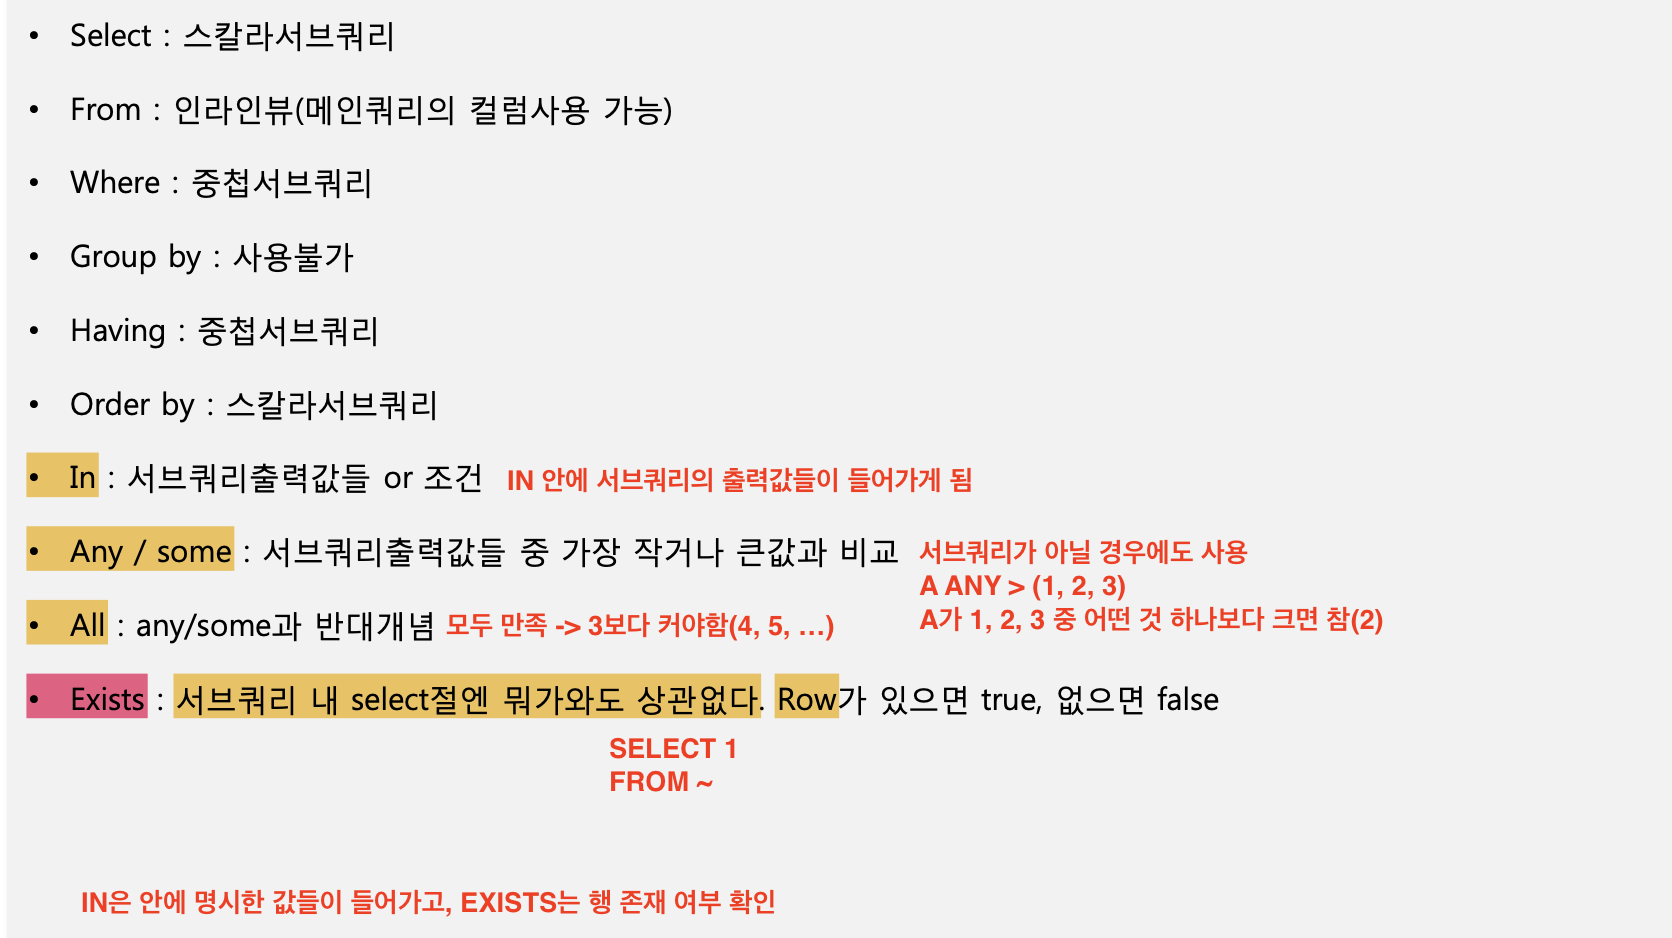 • Select : 스칼라서브쿼리
• From : 인라인뷰(메인쿼리의 컬럼사용 가능)
• Where : 중첩서브쿼리
• Group by : 사용불가
• Having : 중첩서브쿼리
• Order by : 스칼라서브쿼리
• In : 서브쿼리출력값들 or 조건 IN 안에 서브쿼리의 출력값들이 들어가게 됨
• Any / some : 서브쿼리출력값들 중 가장 작거나 큰값과 비교 서브쿼리가 아닐 경우에도 사용
A ANY > (1, 2, 3)
A가 1, 2, 3 중 어떤 것 하나보다 크면 참(2)
• All : any/some과 반대개념 모두 만족 -> 3보다 커야함(4, 5, ...)
• Exists : 서브쿼리 내 select절엔 뭐가와도 상관없다. Row가 있으면 true, 없으면 false
SELECT 1
FROM ~
IN은 안에 명시한 값들이 들어가고, EXISTS는 행 존재 여부 확인